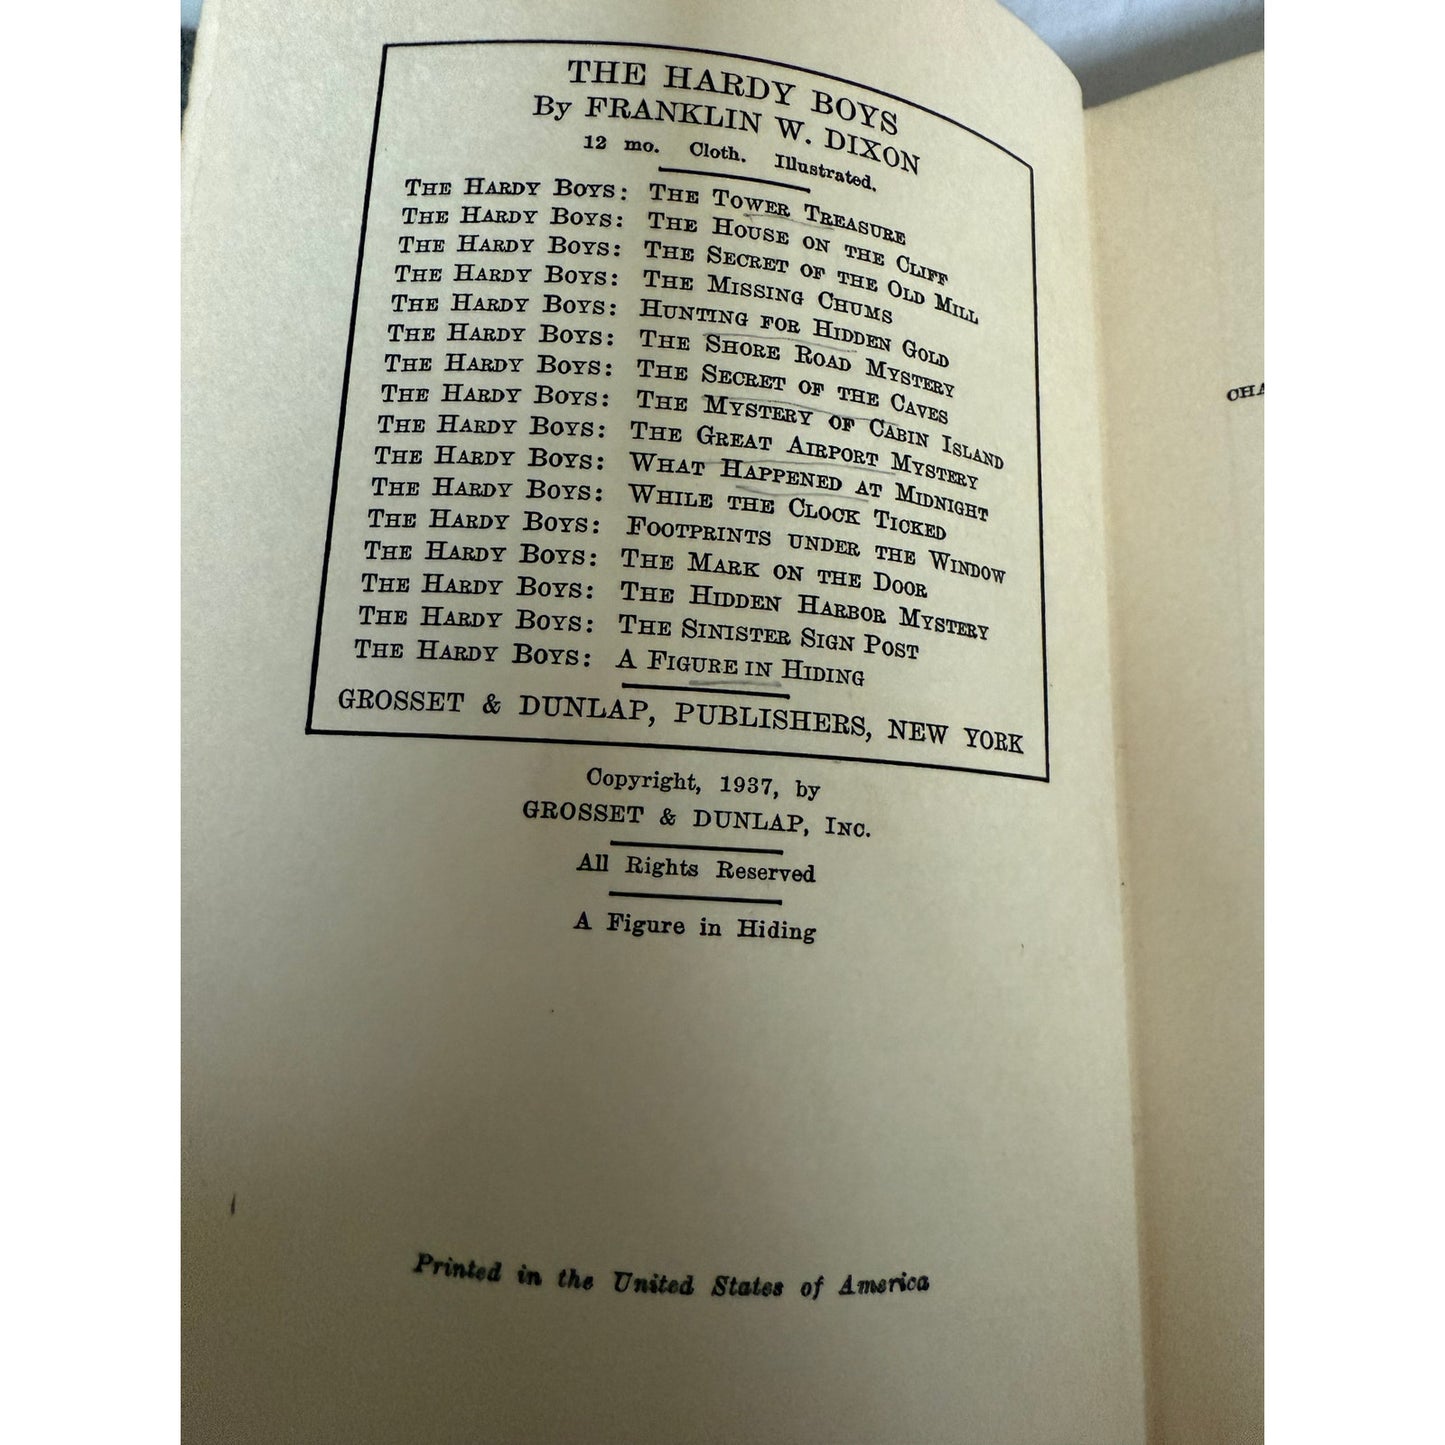 THE HARDY BOYS
By FRANKLIN W. DIXON
12 mo. Cloth. Illustrated.
THE HARDY BOYS: THE TOWER TREASURE
THE HARDY BOYS: THE HOUSE ON THE CLIFF
THE HARDY BOYS: THE SECRET OF THE OLD MILL
THE HARDY BOYS: THE MISSING CHUMS
THE HARDY BOYS: HUNTING FOR HIDDEN GOLD
THE HARDY BOYS: THE SHORE ROAD MYSTERY
THE HARDY BOYS: THE SECRET OF THE CAVES
THE HARDY BOYS: THE MYSTERY OF CABIN ISLAND
THE HARDY BOYS: THE GREAT AIRPORT MYSTERY
THE HARDY BOYS: WHAT HAPPENED AT MIDNIGHT
THE HARDY BOYS: WHILE THE CLOCK TICKED
THE HARDY BOYS: FOOTPRINTS UNDER THE WINDOW
THE HARDY BOYS: THE MARK ON THE DOOR
THE HARDY BOYS: THE HIDDEN HARBOR MYSTERY
THE HARDY BOYS: THE SINISTER SIGN POST
THE HARDY BOYS: A FIGURE IN HIDING
GROSSET & DUNLAP, PUBLISHERS, NEW YORK
Copyright, 1937, by
GROSSET & DUNLAP, INC.
All Rights Reserved
A Figure in Hiding
Printed in the United States of America
CHA